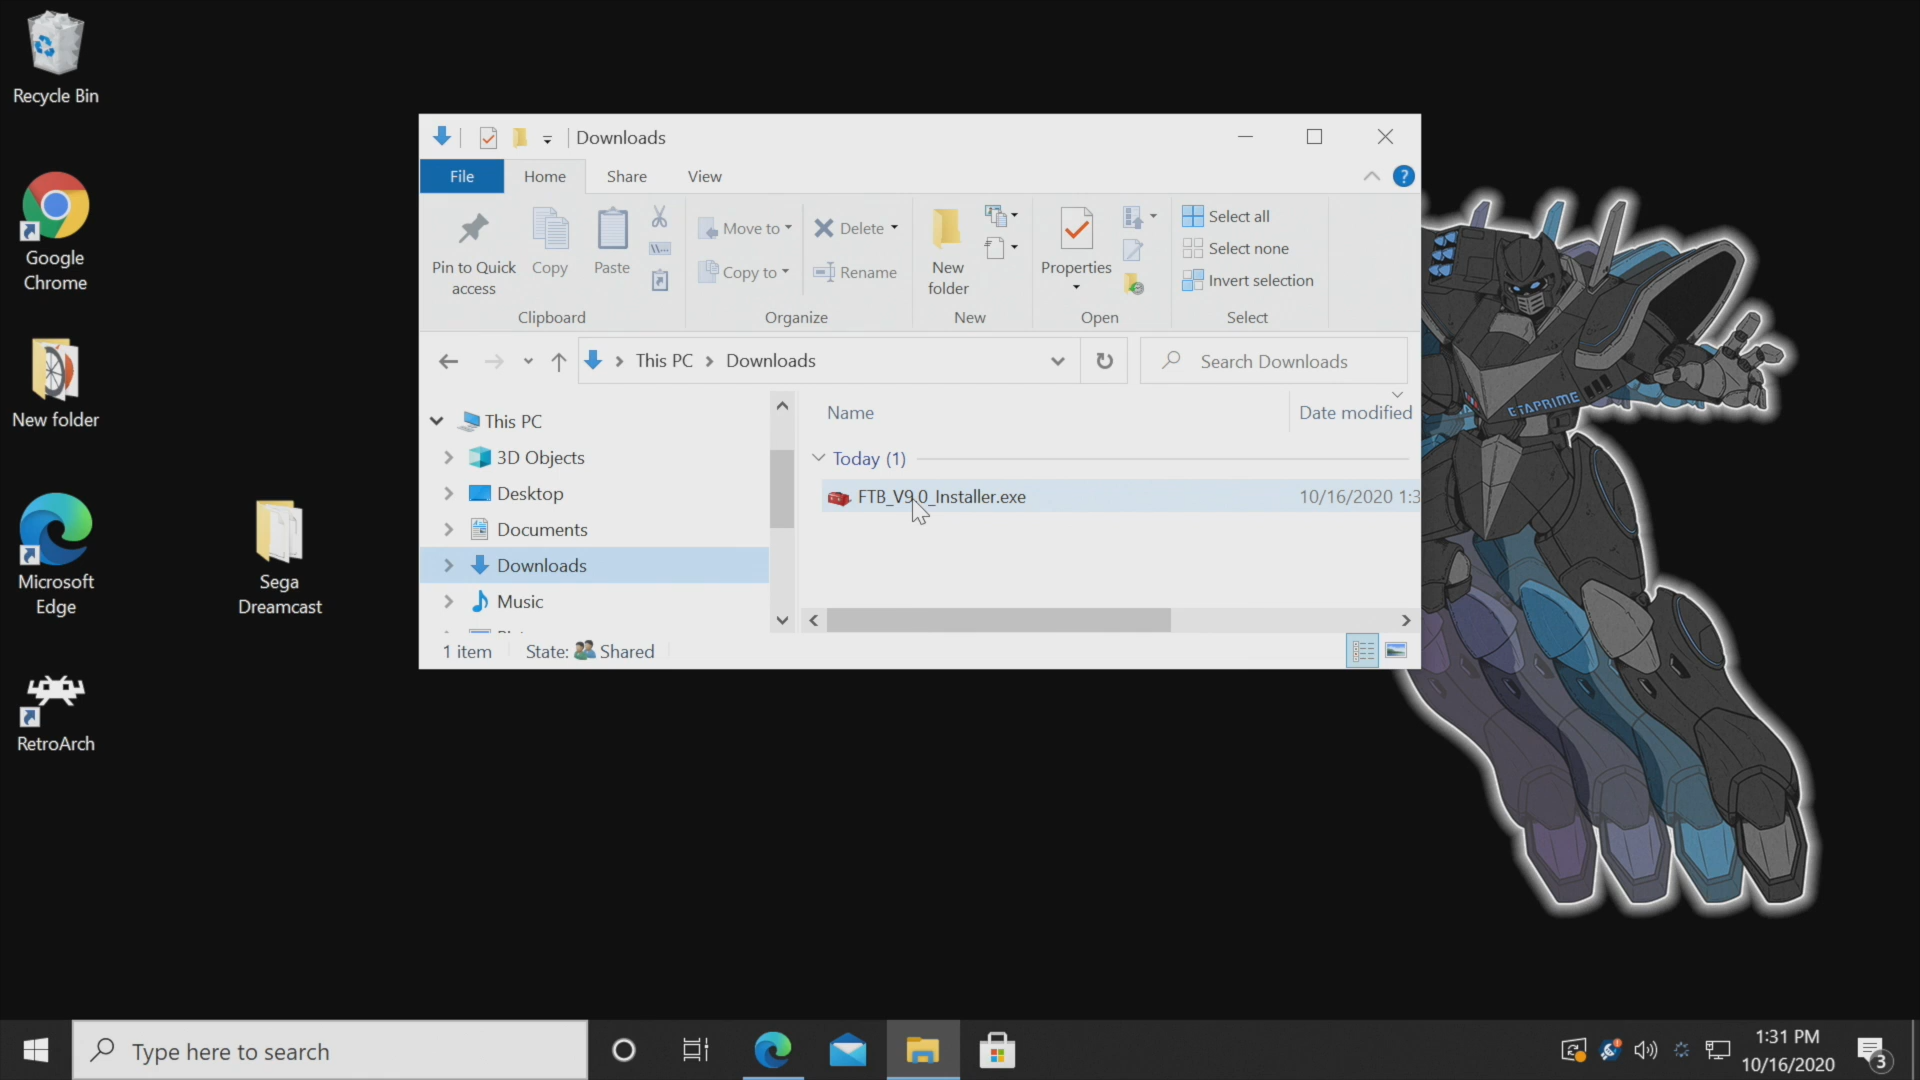 Recycle Bin
Google
Chrome
New folder
Microsoft
Edge
Sega
Dreamcast
RetroArch
Downloads
File
Home
Share
View
?
Pin to Quick
access
Copy
Paste
Clipboard
Move to
Copy to
Delete
Rename
Organize
New
folder
New
Properties
Open
Select all
Select none
Invert selection
Select
This PC
Downloads
Search Downloads
This PC
3D Objects
Desktop
Documents
Downloads
Music
Name
Date modified
Today (1)
FTB_V9.0_Installer.exe
10/16/2020 1:3
1 item
State:
Shared
ETAPRIME
Type here to search
1:31 PM
10/16/2020
3